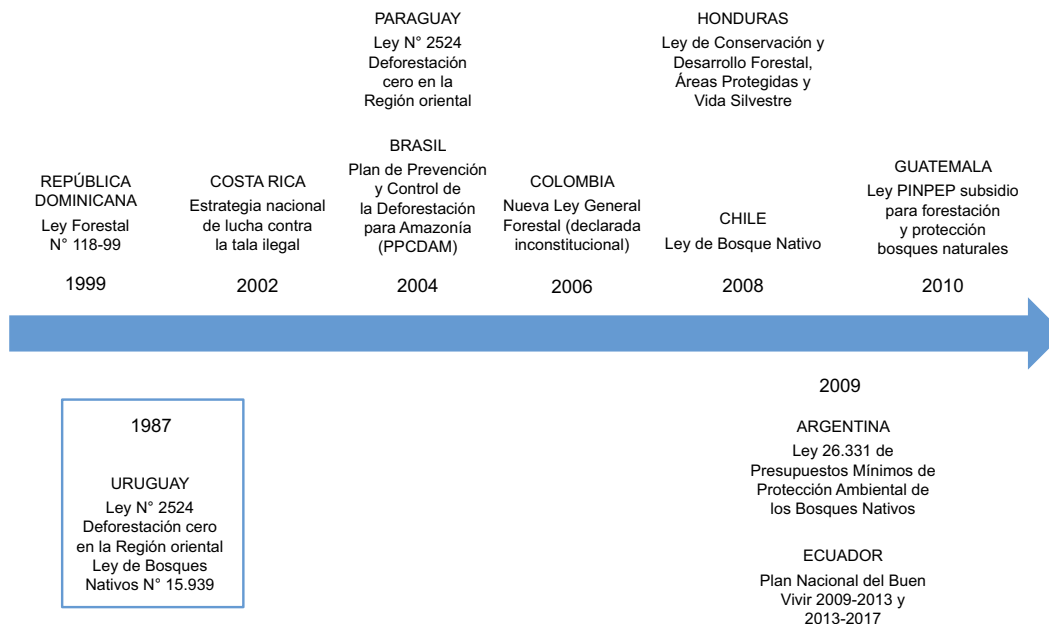 PARAGUAY
Ley N° 2524
Deforestación
cero en la
Región oriental
HONDURAS
Ley de Conservación y
Desarrollo Forestal,
Áreas Protegidas y
Vida Silvestre
REPÚBLICA
DOMINICANA
Ley Forestal
N° 118-99
1999
COSTA RICA
Estrategia nacional
de lucha contra
la tala ilegal
2002
BRASIL
Plan de Prevención
y Control de
la Deforestación
para Amazonía
(PPCDAM)
2004
COLOMBIA
Nueva Ley General
Forestal (declarada
inconstitucional)
2006
CHILE
Ley de Bosque Nativo
2008
GUATEMALA
Ley PINPEP subsidio
para forestación
y protección
bosques naturales
2010
1987
URUGUAY
Ley N° 2524
Deforestación cero
en la Región oriental
Ley de Bosques
Nativos N° 15.939
2009
ARGENTINA
Ley 26.331 de
Presupuestos Mínimos de
Protección Ambiental de
los Bosques Nativos
ECUADOR
Plan Nacional del Buen
Vivir 2009-2013 y
2013-2017